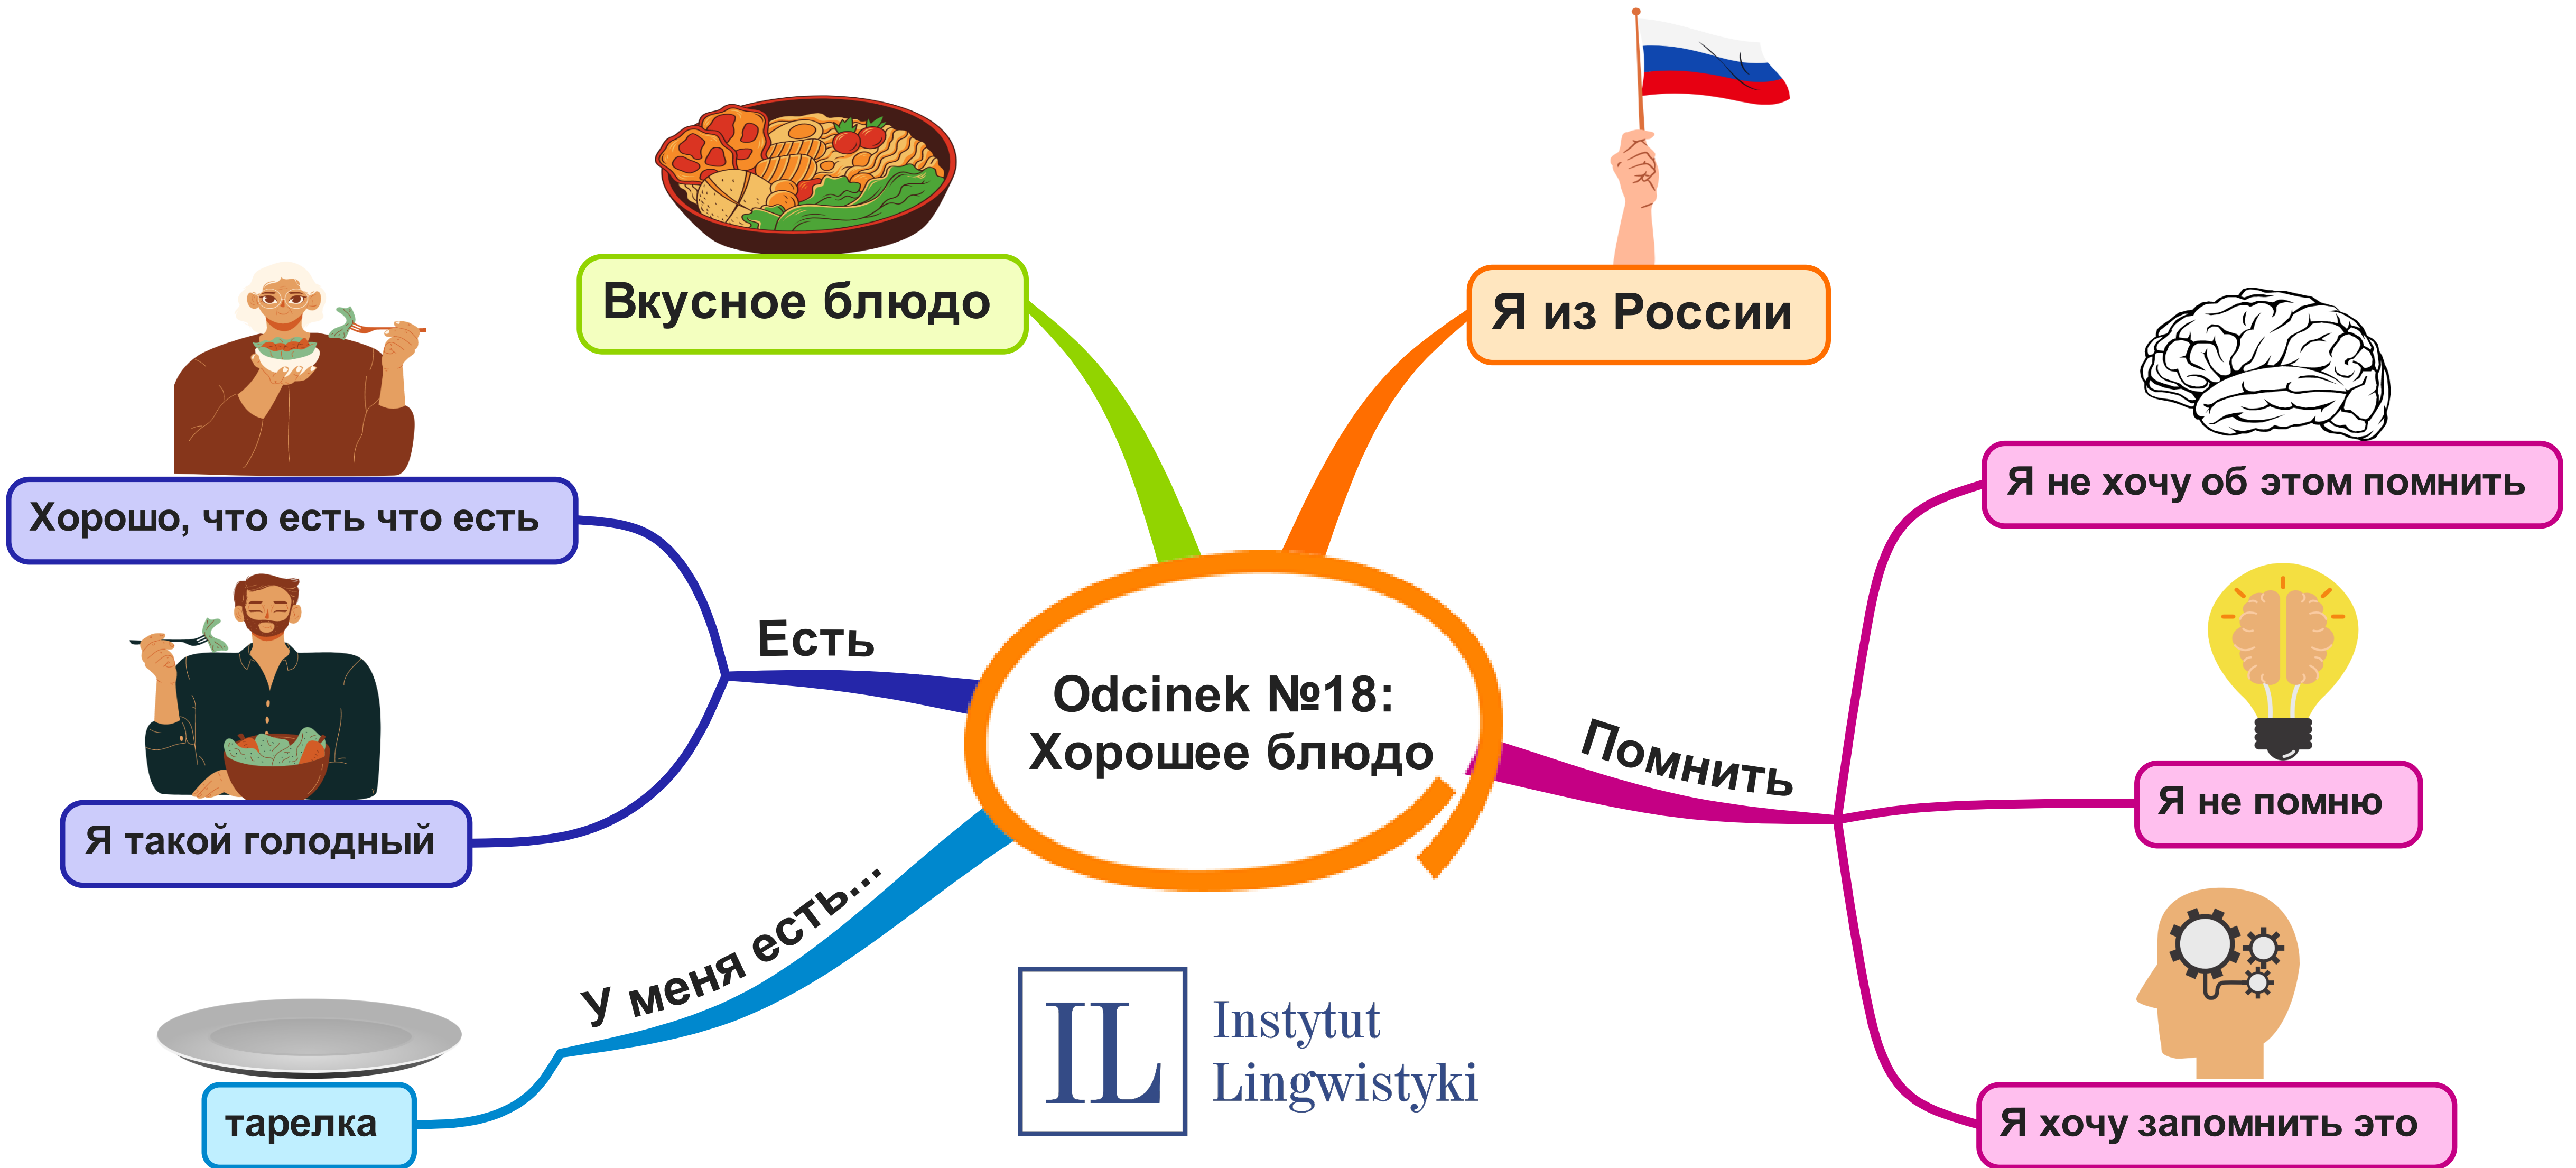 Вкусное блюдо
Я из России
Хорошо, что есть что есть
Я не хочу об этом помнить
Есть
Я такой голодный
Odcinek №18:
Хорошее блюдо
Помнить
Я не помню
У меня есть...
тарелка
IL
Instytut
Lingwistyki
Я хочу запомнить это